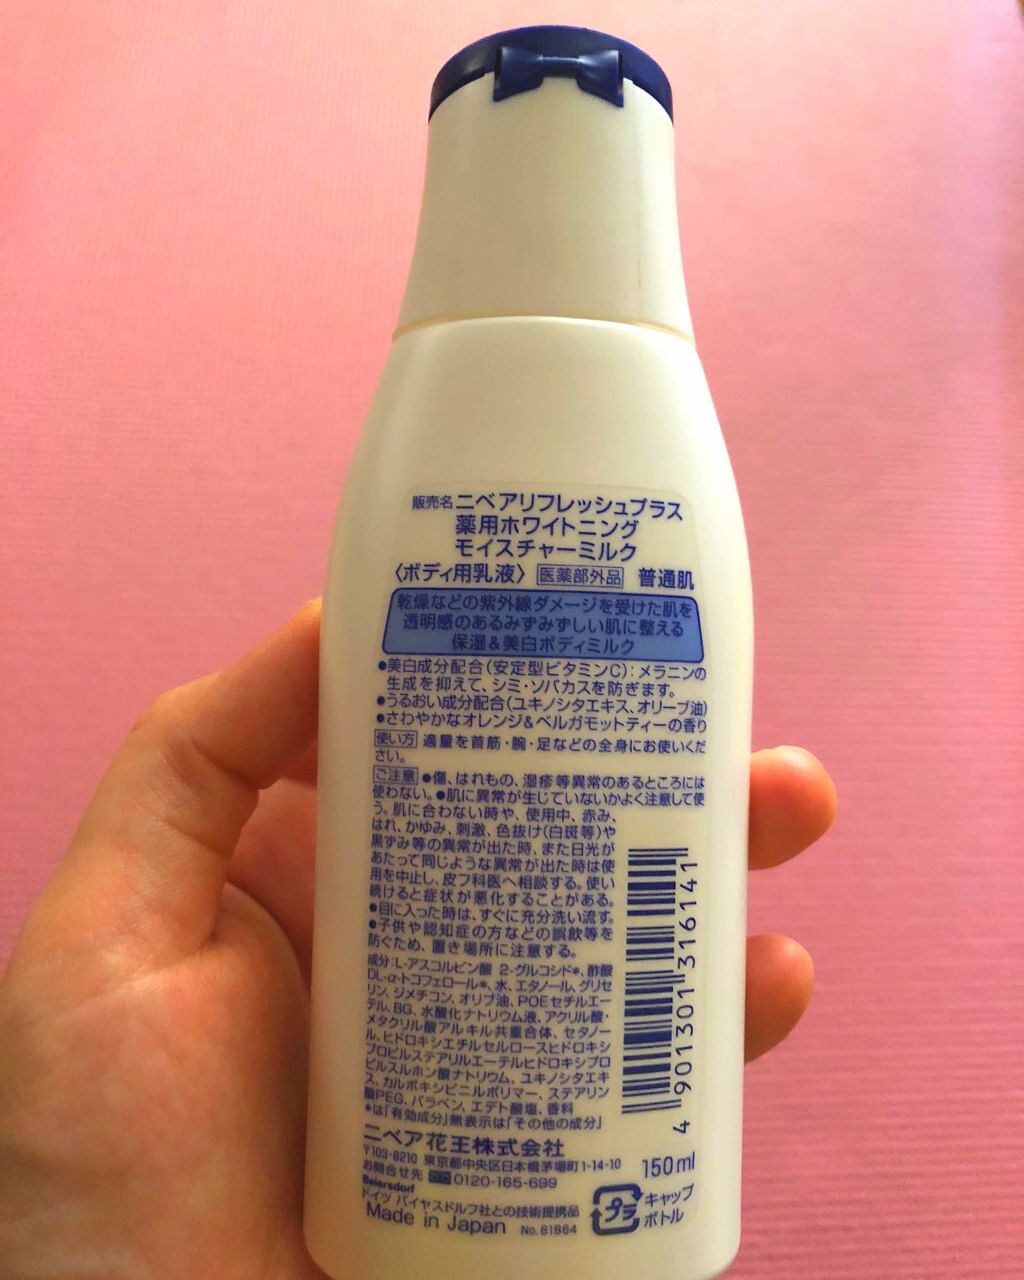 販売名 ニベアリフレッシュプラス
薬用ホワイトニング
モイスチャーミルク
〈ボディ用乳液〉 医薬部外品 普通肌
乾燥などの紫外線ダメージを受けた肌を
透明感のあるみずみずしい肌に整える
保湿&美白ボディミルク
●美白成分配合(安定型ビタミンC):メラニンの
生成を抑えて、シミ・ソバカスを防ぎます。
●うるおい成分配合(ユキノシタエキス、オリーブ油)
●さわやかなオレンジ&ベルガモットティーの香り
使い方 適量を首筋・腕・足などの全身にお使いくだ
さい。
ご注意 ●傷、はれもの、湿疹等異常のあるところには
使わない。●肌に異常が生じていないかよく注意して使
う。肌に合わない時や、使用中、赤み、
はれ、かゆみ、刺激、色抜け(白斑等)や
黒ずみ等の異常が出た時、また日光が
あたって同じような異常が出た時は使
用を中止し、皮フ科医へ相談する。使い
続けると症状が悪化することがある。
●目に入った時は、すぐに充分洗い流す。
●子供や認知症の方などの誤飲等を
防ぐため、置き場所に注意する。
成分:L-アスコルビン酸 2-グルコシド*、酢酸
DL-α-トコフェロール*、水、エタノール、グリセ
リン、ジメチコン、オリブ油、POEセチルエー
テル、BG、水酸化ナトリウム液、アクリル酸・
メタクリル酸アルキル共重合体、セタノー
ル、ヒドロキシエチルセルロースヒドロキシ
プロピルステアリルエーテルヒドロキシプロ
ピルスルホン酸ナトリウム、ユキノシタエキ
ス、カルボキシビニルポリマー、ステアリン
酸PEG、パラベン、エデト酸塩、香料
*は「有効成分」無表示は「その他の成分」
4 901301 316141
ニベア花王株式会社
〒103-8210 東京都中央区日本橋茅場町1-14-10
お問合せ先 0120-165-699
Beiersdorf
ドイツ バイヤスドルフ社との技術提携品
Made in Japan No.81864
150ml
プラ キャップ
ボトル